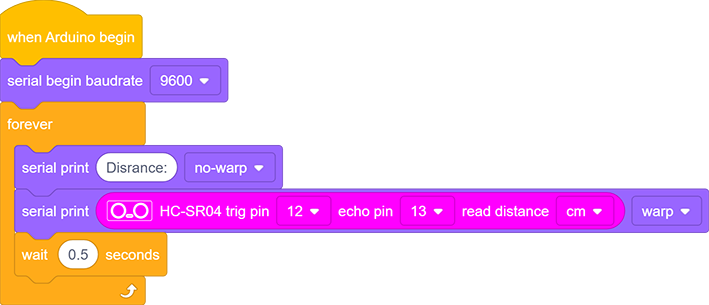 when Arduino begin
serial begin baudrate 9600
forever
serial print Disrance: no-warp
serial print HC-SR04 trig pin 12 echo pin 13 read distance cm warp
wait 0.5 seconds